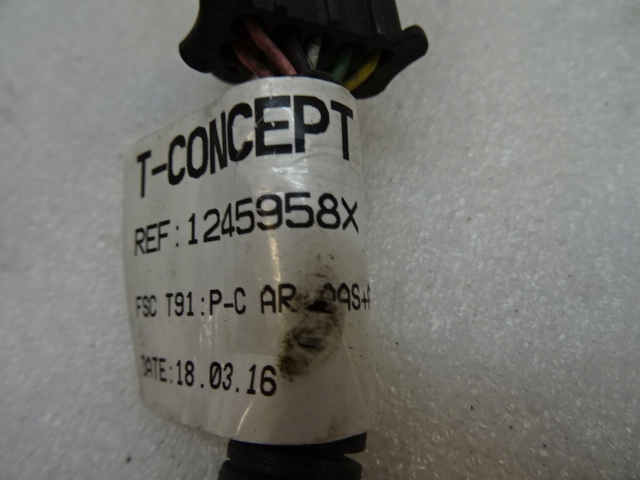 T-CONCEPT
REF:1245958X
FSC T91:P-C AR
DATE:18.03.16